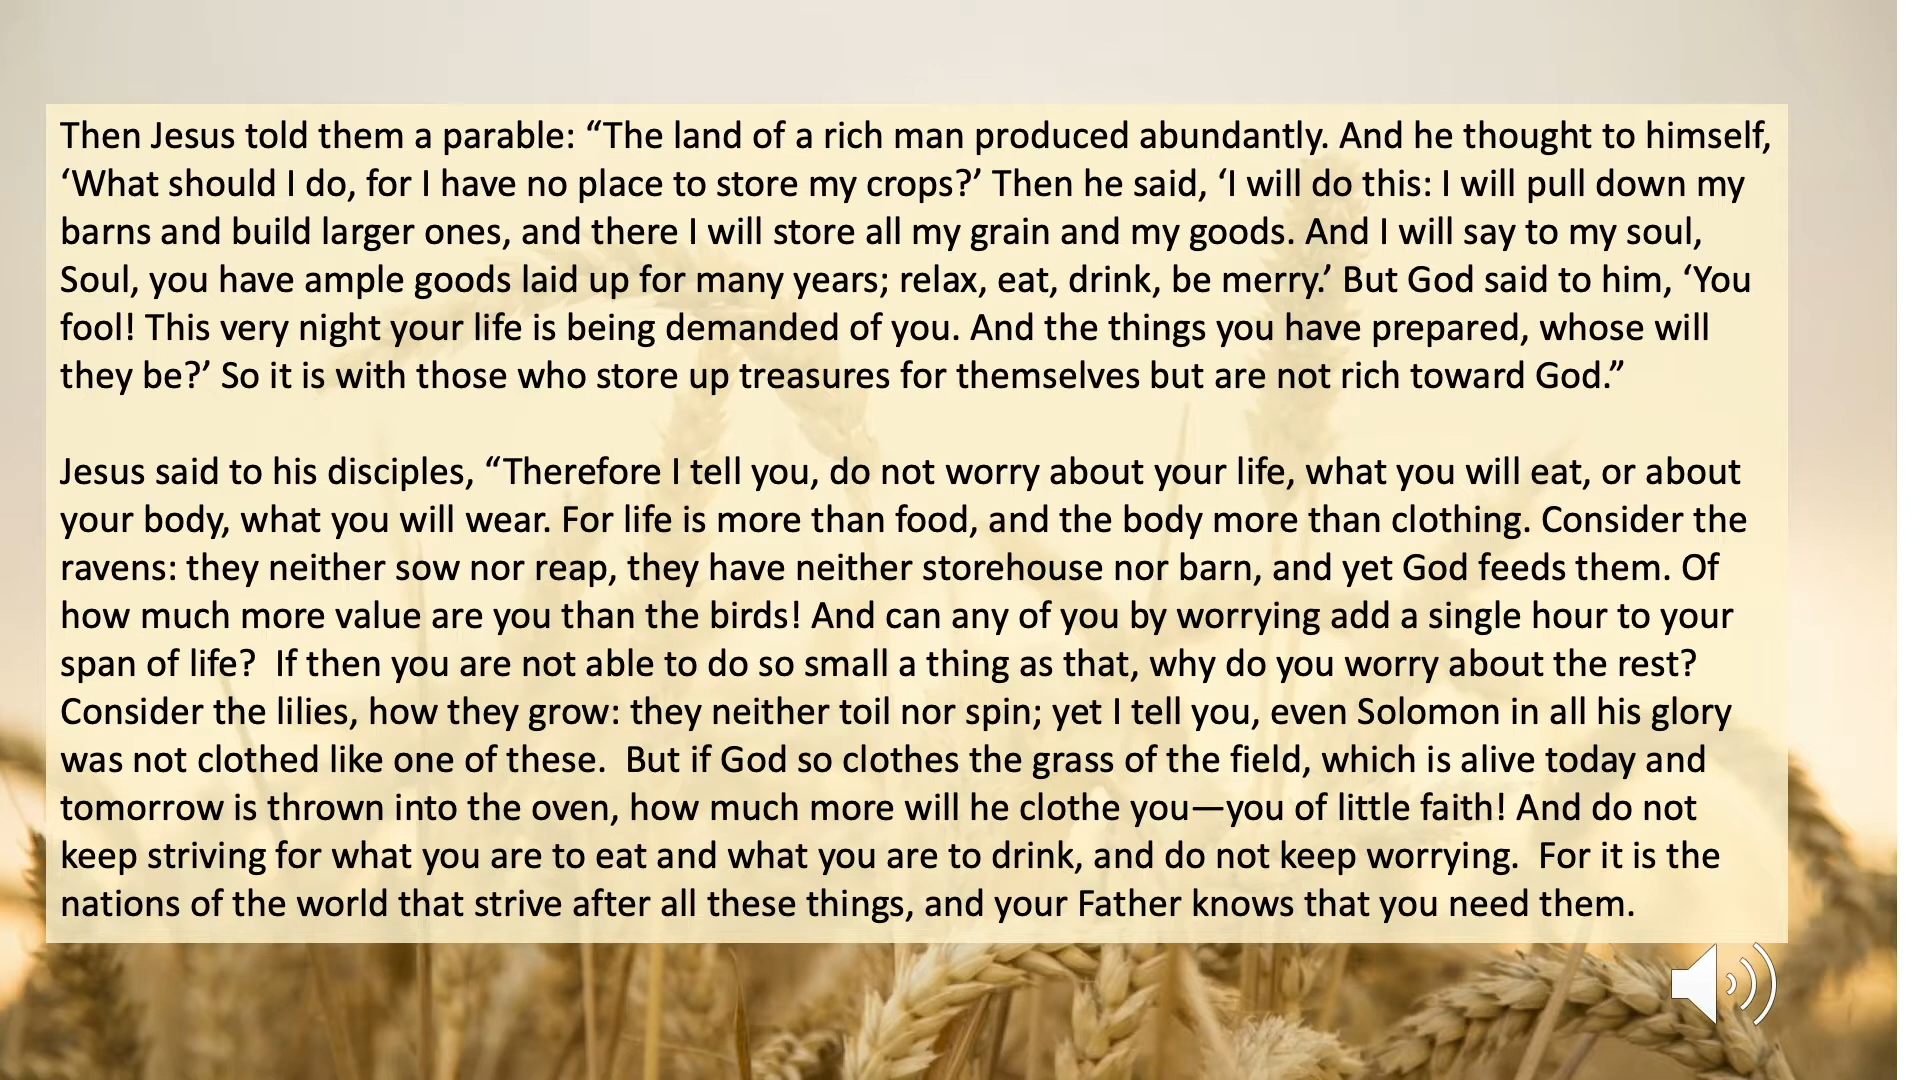 Then Jesus told them a parable: “The land of a rich man produced abundantly. And he thought to himself,
‘What should I do, for I have no place to store my crops?’ Then he said, ‘I will do this: I will pull down my
barns and build larger ones, and there I will store all my grain and my goods. And I will say to my soul,
Soul, you have ample goods laid up for many years; relax, eat, drink, be merry.’ But God said to him, ‘You
fool! This very night your life is being demanded of you. And the things you have prepared, whose will
they be?’ So it is with those who store up treasures for themselves but are not rich toward God.”
Jesus said to his disciples, “Therefore I tell you, do not worry about your life, what you will eat, or about
your body, what you will wear. For life is more than food, and the body more than clothing. Consider the
ravens: they neither sow nor reap, they have neither storehouse nor barn, and yet God feeds them. Of
how much more value are you than the birds! And can any of you by worrying add a single hour to your
span of life?  If then you are not able to do so small a thing as that, why do you worry about the rest?
Consider the lilies, how they grow: they neither toil nor spin; yet I tell you, even Solomon in all his glory
was not clothed like one of these.  But if God so clothes the grass of the field, which is alive today and
tomorrow is thrown into the oven, how much more will he clothe you—you of little faith! And do not
keep striving for what you are to eat and what you are to drink, and do not keep worrying.  For it is the
nations of the world that strive after all these things, and your Father knows that you need them.